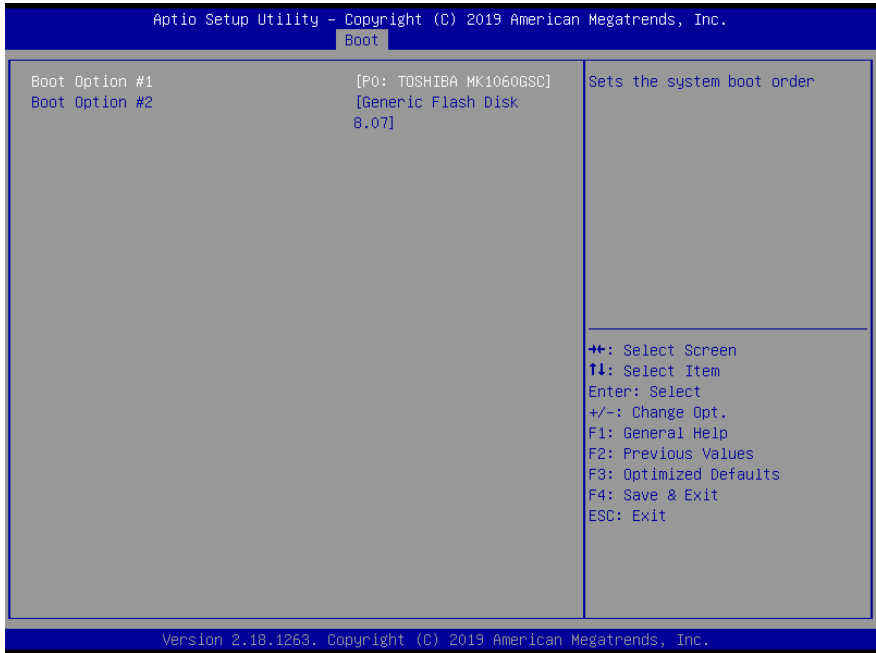 Aptio Setup Utility – Copyright (C) 2019 American Megatrends, Inc.
Boot
Boot Option #1 [P0: TOSHIBA MK1060GSC]
Boot Option #2 [Generic Flash Disk
8.07]
Sets the system boot order
→←: Select Screen
↑↓: Select Item
Enter: Select
+/-: Change Opt.
F1: General Help
F2: Previous Values
F3: Optimized Defaults
F4: Save & Exit
ESC: Exit
Version 2.18.1263. Copyright (C) 2019 American Megatrends, Inc.